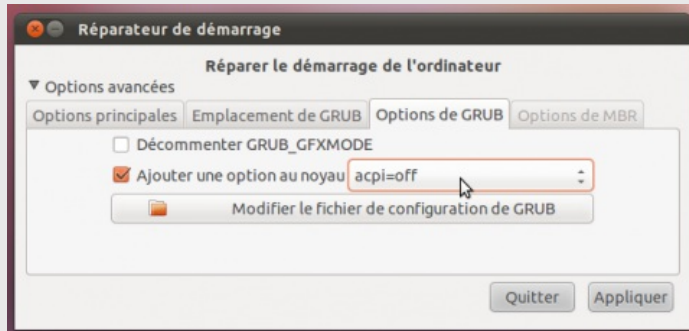 Réparateur de démarrage
Réparer le démarrage de l'ordinateur
Options avancées
Options principales Emplacement de GRUB Options de GRUB Options de MBR
Décommenter GRUB_GFXMODE
Ajouter une option au noyau acpi=off
Modifier le fichier de configuration de GRUB
Quitter Appliquer